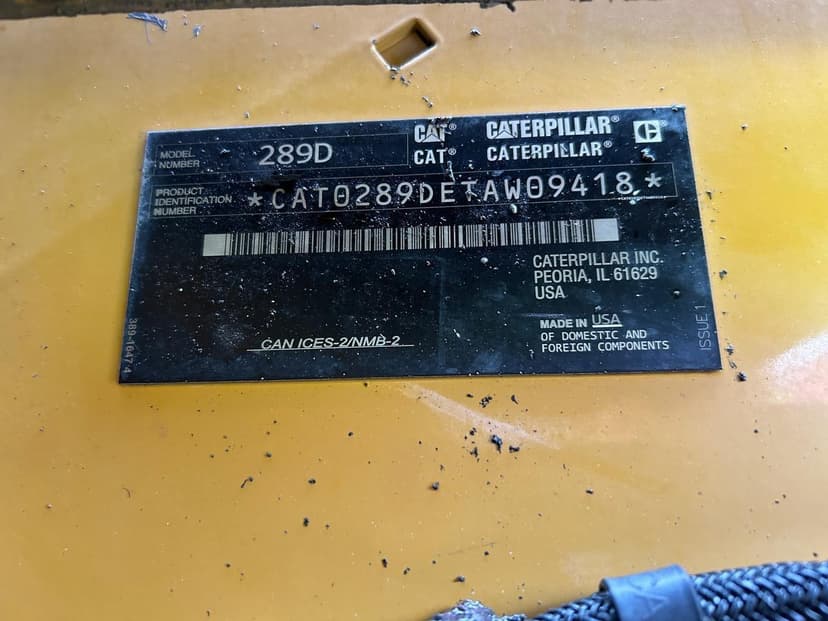 CAT® CATERPILLAR®
MODEL NUMBER 289D CAT® CATERPILLAR®
PRODUCT IDENTIFICATION NUMBER *CAT0289DETAW09418*
CATERPILLAR INC.
PEORIA, IL 61629
USA
MADE IN USA
OF DOMESTIC AND
FOREIGN COMPONENTS
CAN ICES-2/NMB-2
389-1647 4
ISSUE 1